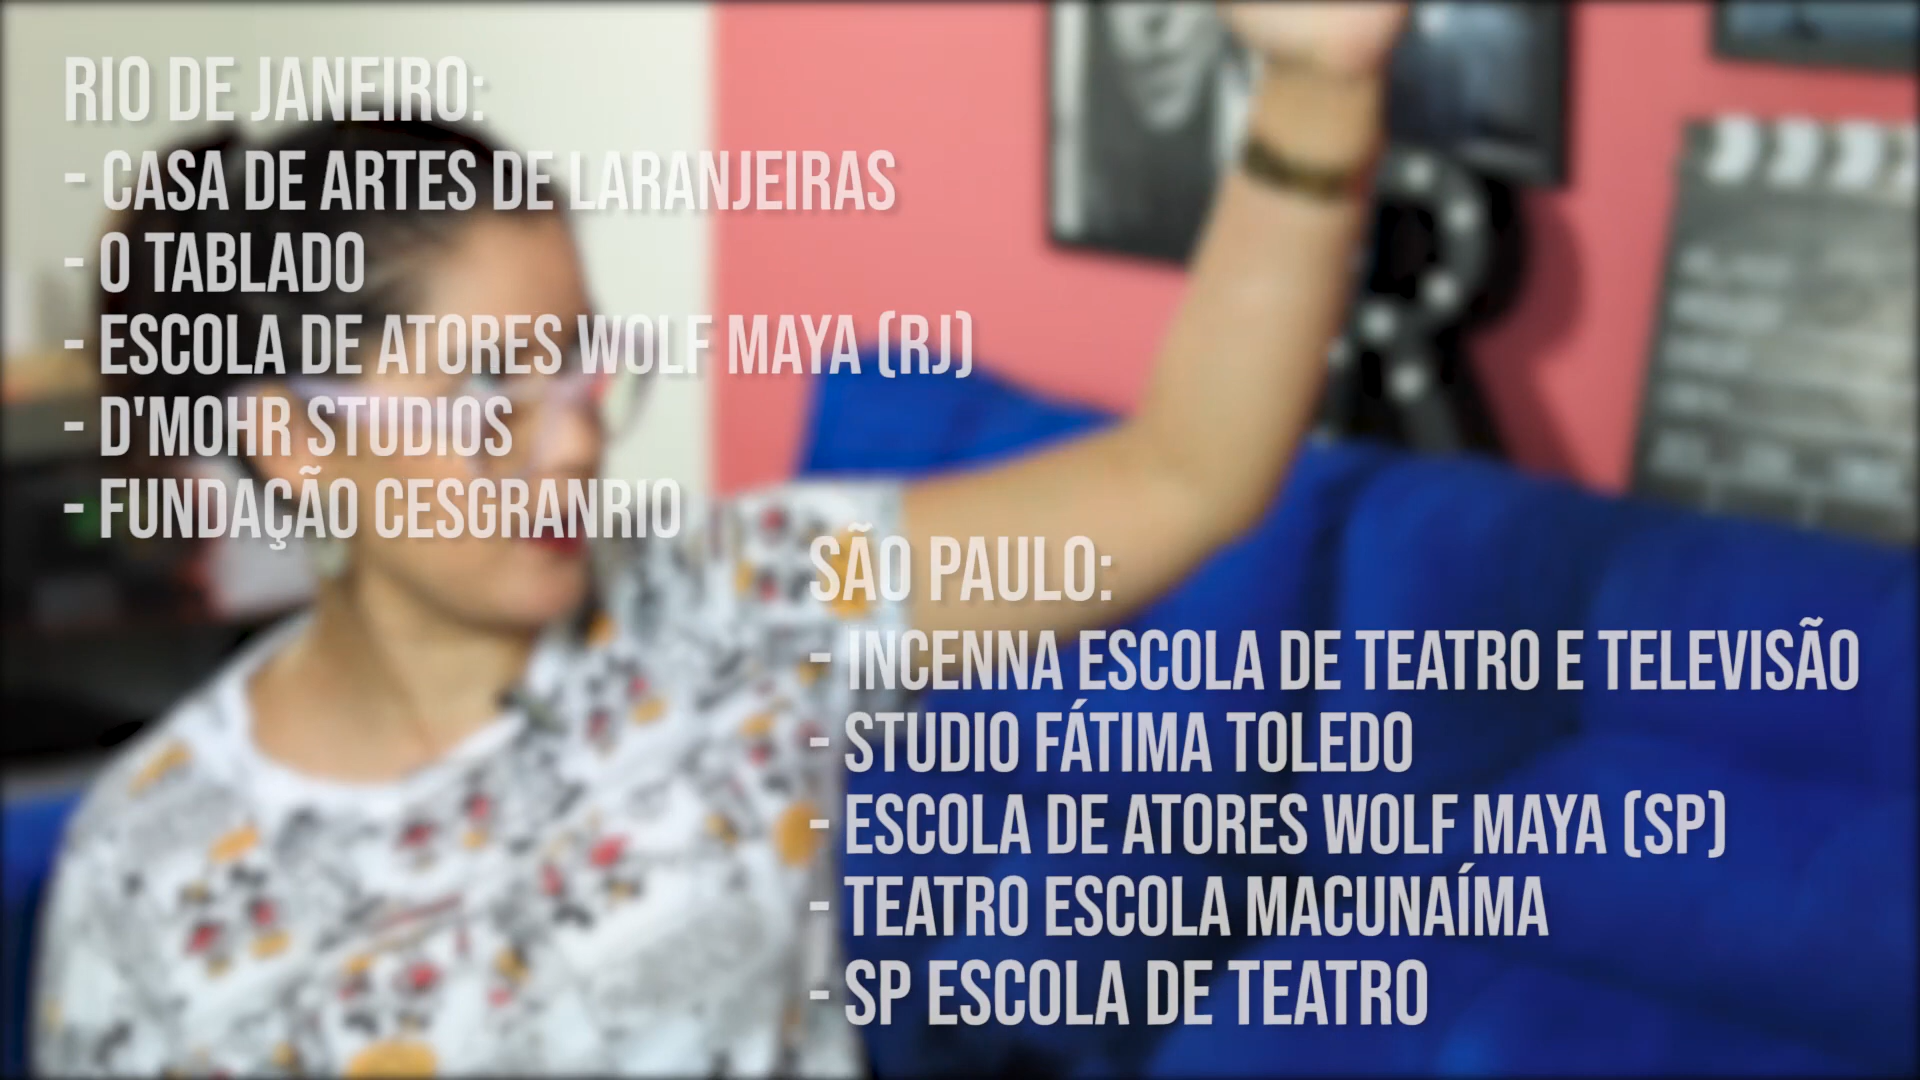 RIO DE JANEIRO:
- CASA DE ARTES DE LARANJEIRAS
- O TABLADO
- ESCOLA DE ATORES WOLF MAYA (RJ)
- D'MOHR STUDIOS
- FUNDAÇÃO CESGRANRIO
SÃO PAULO:
- INCENNA ESCOLA DE TEATRO E TELEVISÃO
- STUDIO FÁTIMA TOLEDO
- ESCOLA DE ATORES WOLF MAYA (SP)
- TEATRO ESCOLA MACUNAÍMA
- SP ESCOLA DE TEATRO